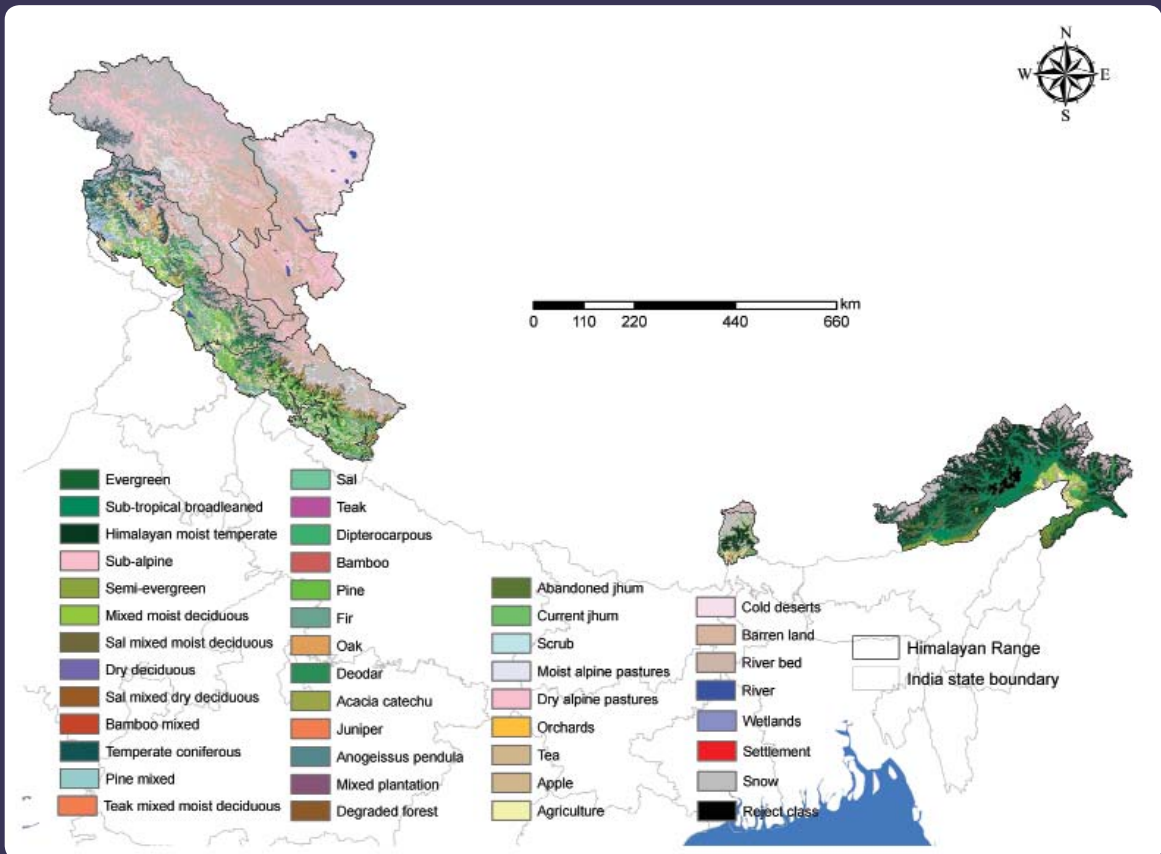 N
W E
S
km
0 110 220 440 660
Evergreen
Sub-tropical broadleaned
Himalayan moist temperate
Sub-alpine
Semi-evergreen
Mixed moist deciduous
Sal mixed moist deciduous
Dry deciduous
Sal mixed dry deciduous
Bamboo mixed
Temperate coniferous
Pine mixed
Teak mixed moist deciduous
Sal
Teak
Dipterocarpous
Bamboo
Pine
Fir
Oak
Deodar
Acacia catechu
Juniper
Anogeissus pendula
Mixed plantation
Degraded forest
Abandoned jhum
Current jhum
Scrub
Moist alpine pastures
Dry alpine pastures
Orchards
Tea
Apple
Agriculture
Cold deserts
Barren land
River bed
River
Wetlands
Settlement
Snow
Reject class
Himalayan Range
India state boundary